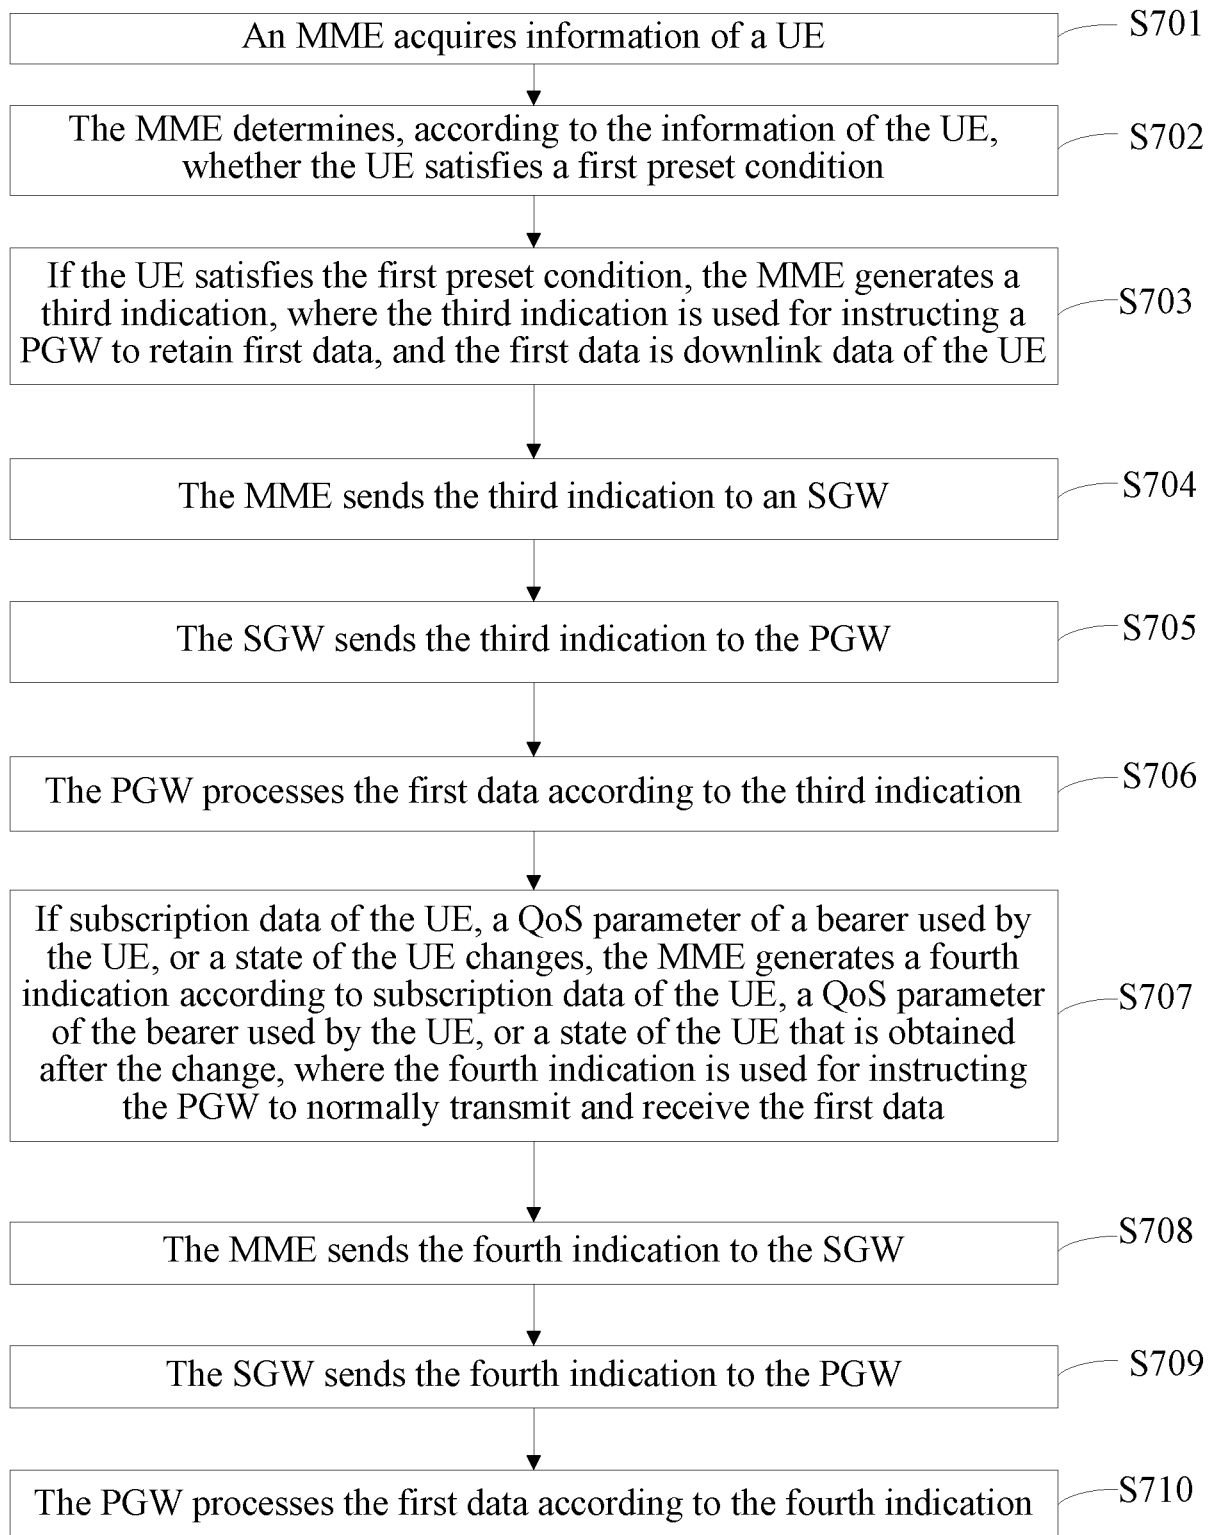 An MME acquires information of a UE
S701
The MME determines, according to the information of the UE,
whether the UE satisfies a first preset condition
S702
If the UE satisfies the first preset condition, the MME generates a
third indication, where the third indication is used for instructing a
PGW to retain first data, and the first data is downlink data of the UE
S703
The MME sends the third indication to an SGW
S704
The SGW sends the third indication to the PGW
S705
The PGW processes the first data according to the third indication
S706
If subscription data of the UE, a QoS parameter of a bearer used by
the UE, or a state of the UE changes, the MME generates a fourth
indication according to subscription data of the UE, a QoS parameter
of the bearer used by the UE, or a state of the UE that is obtained
after the change, where the fourth indication is used for instructing
the PGW to normally transmit and receive the first data
S707
The MME sends the fourth indication to the SGW
S708
The SGW sends the fourth indication to the PGW
S709
The PGW processes the first data according to the fourth indication
S710